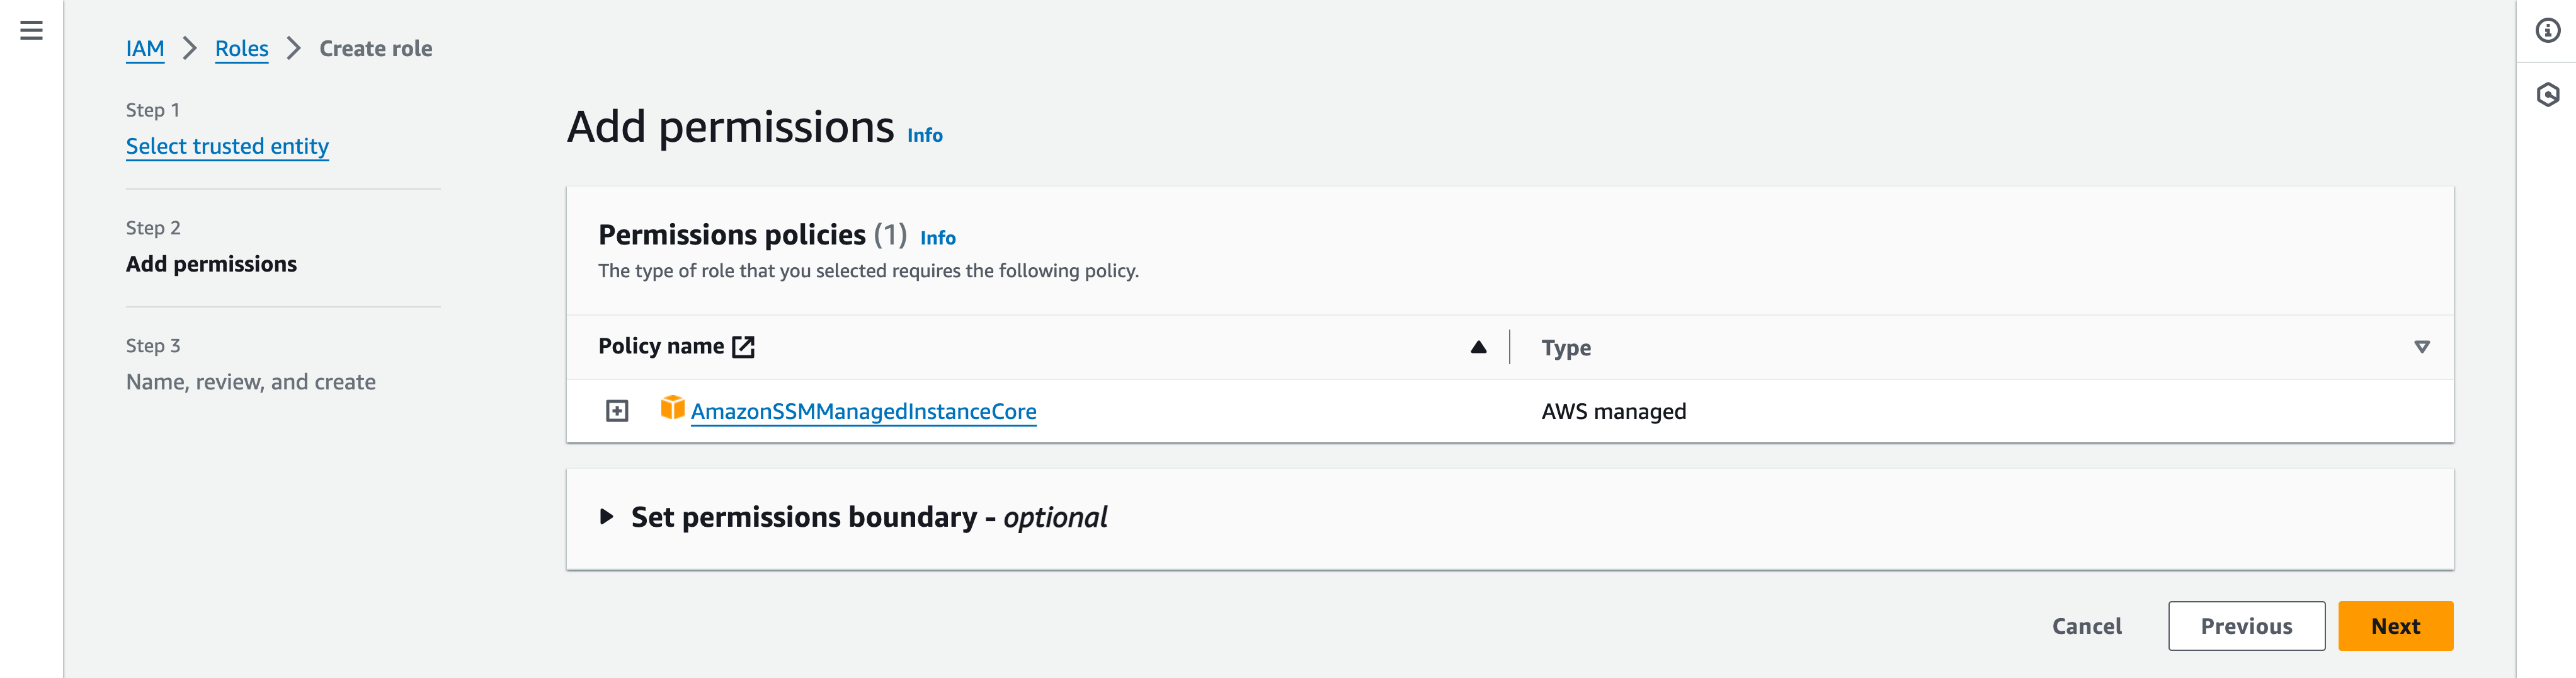 IAM > Roles > Create role
Step 1
Select trusted entity
Step 2
Add permissions
Step 3
Name, review, and create
Add permissions Info
Permissions policies (1) Info
The type of role that you selected requires the following policy.
Policy name Type
AmazonSSMManagedInstanceCore AWS managed
Set permissions boundary - optional
Cancel Previous Next